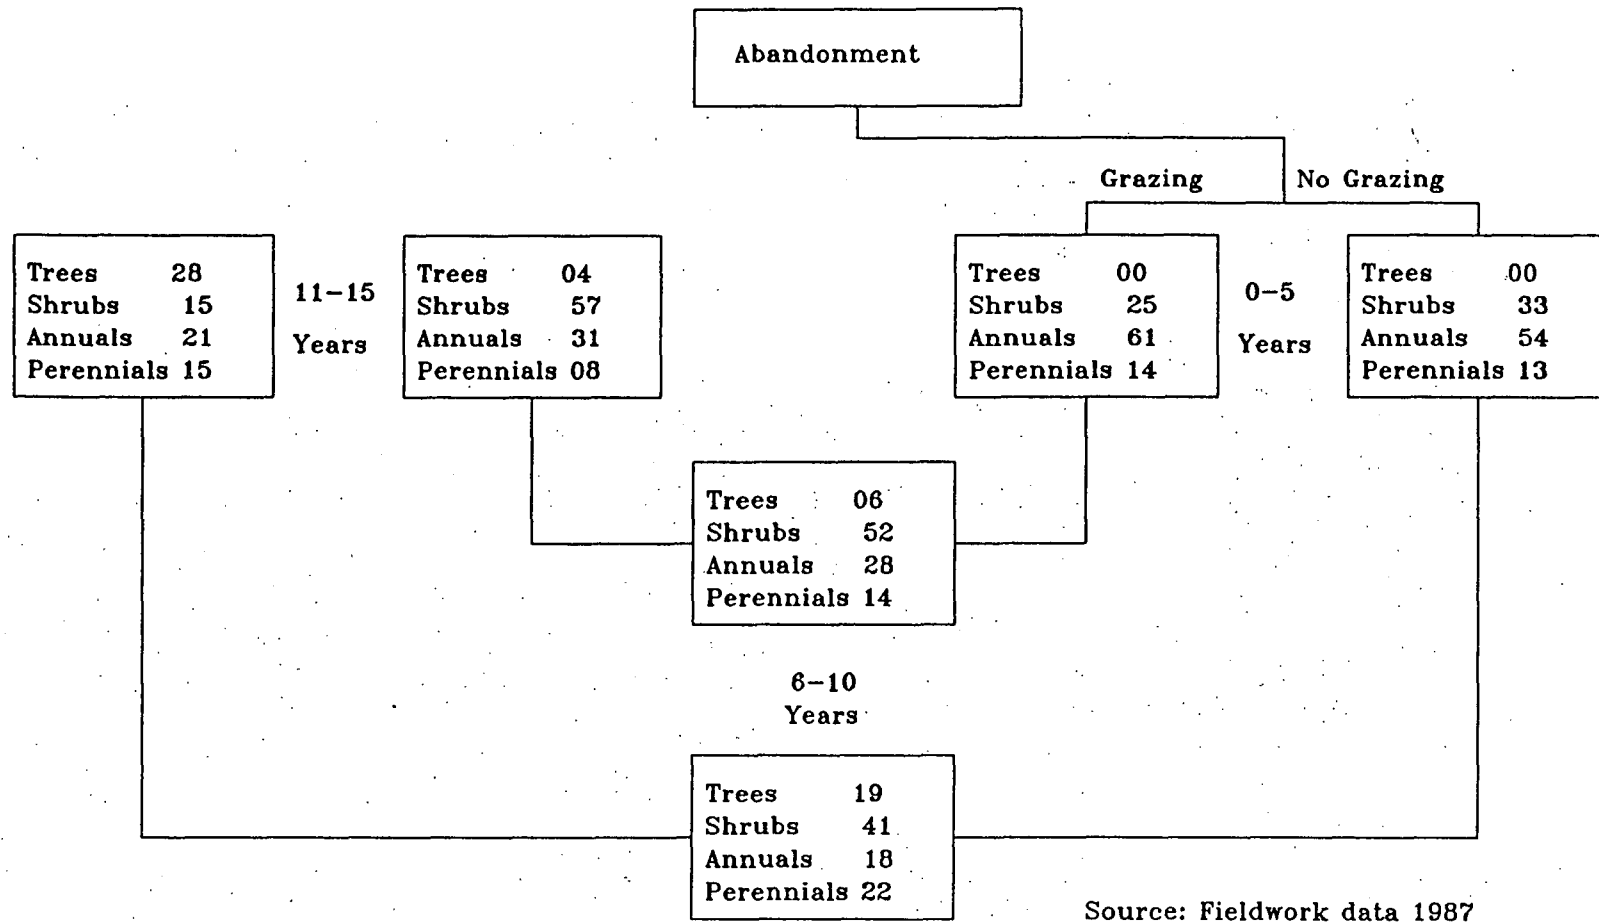 Abandonment
Grazing
No Grazing
Trees 28
Shrubs 15
Annuals 21
Perennials 15
11-15
Years
Trees 04
Shrubs 57
Annuals 31
Perennials 08
Trees 00
Shrubs 25
Annuals 61
Perennials 14
0-5
Years
Trees 00
Shrubs 33
Annuals 54
Perennials 13
Trees 06
Shrubs 52
Annuals 28
Perennials 14
6-10
Years
Trees 19
Shrubs 41
Annuals 18
Perennials 22
Source: Fieldwork data 1987